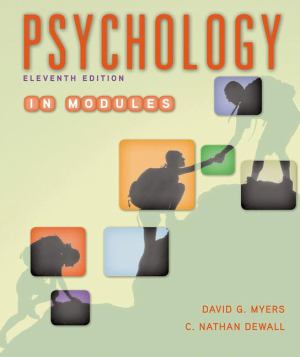 PSYCHOLOGY
ELEVENTH EDITION
IN MODULES
DAVID G. MYERS
C. NATHAN DEWALL